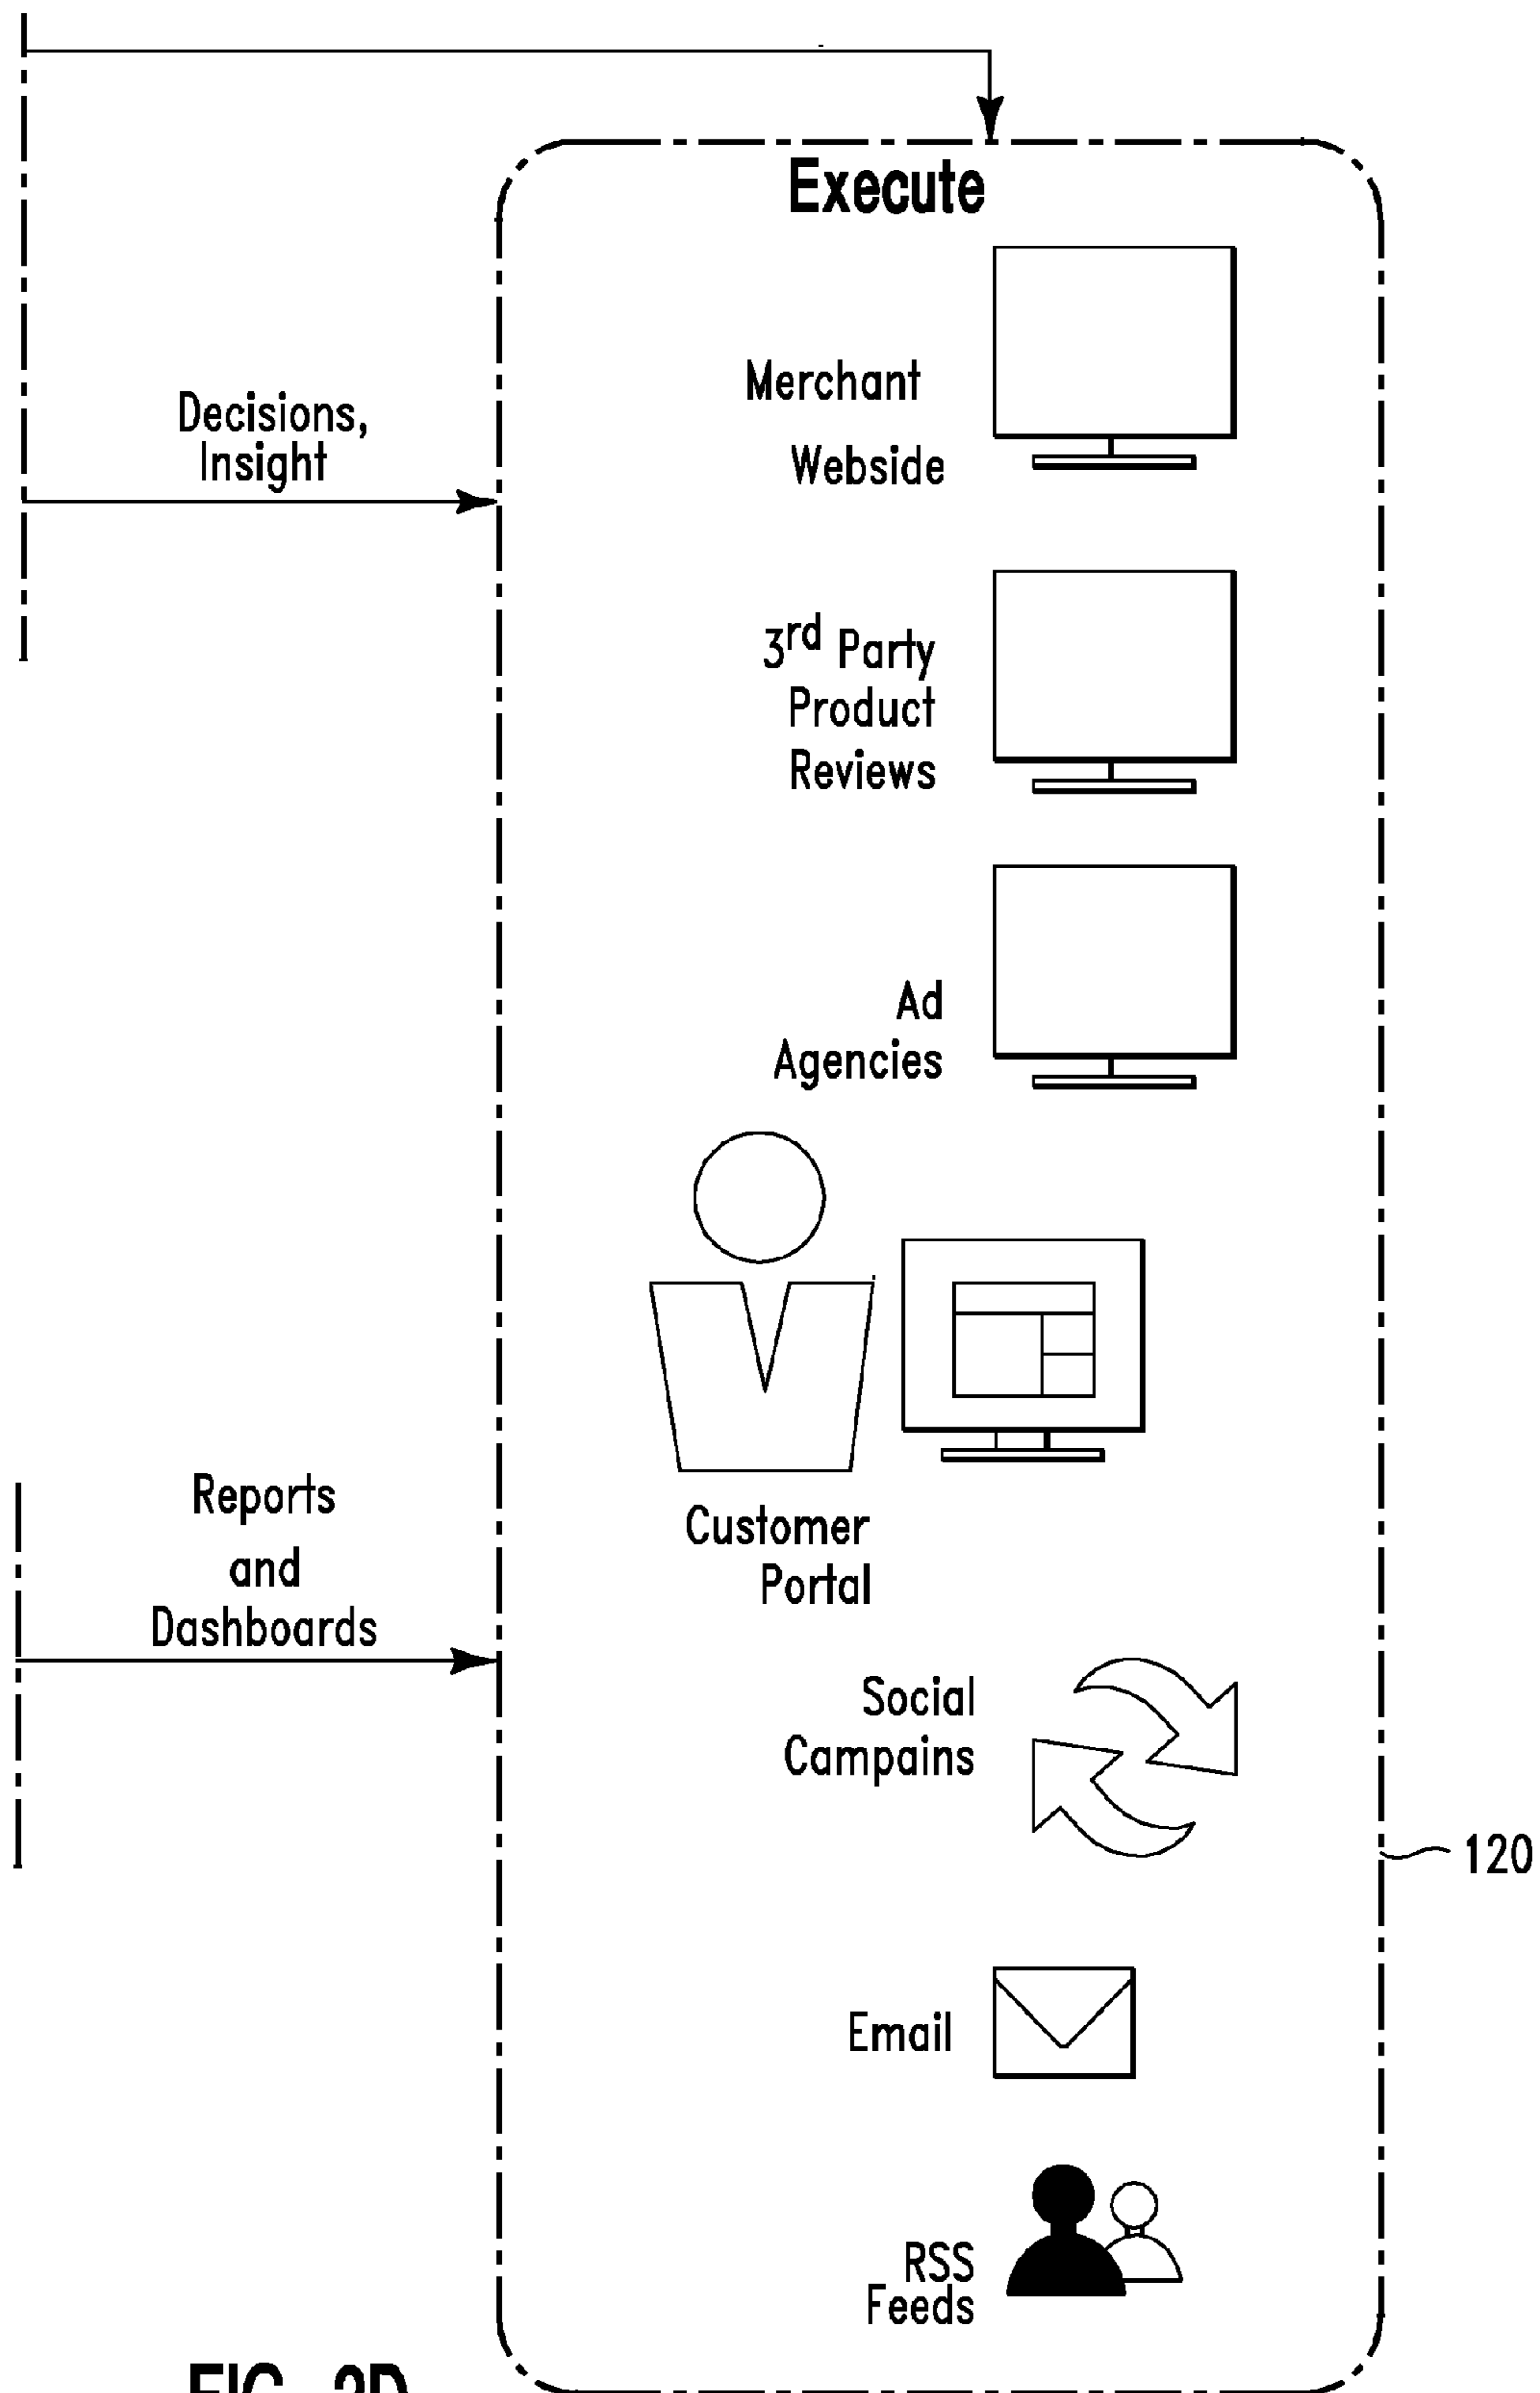 Execute
Merchant
Webside
Decisions,
Insight
3rd Party
Product
Reviews
Ad
Agencies
Customer
Portal
Reports
and
Dashboards
Social
Campains
120
Email
RSS
Feeds